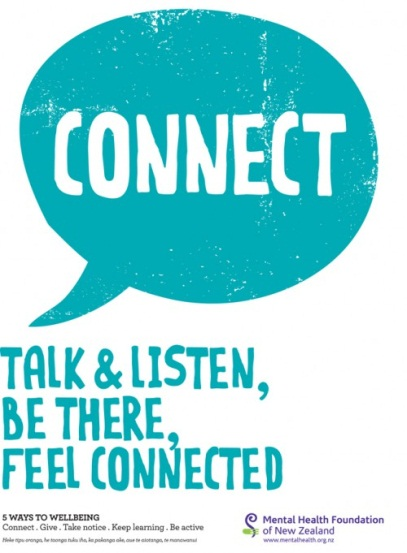 CONNECT
TALK & LISTEN,
BE THERE,
FEEL CONNECTED
5 WAYS TO WELLBEING
Connect . Give . Take notice . Keep learning . Be active
Mental Health Foundation
of New Zealand
www.mentalhealth.org.nz